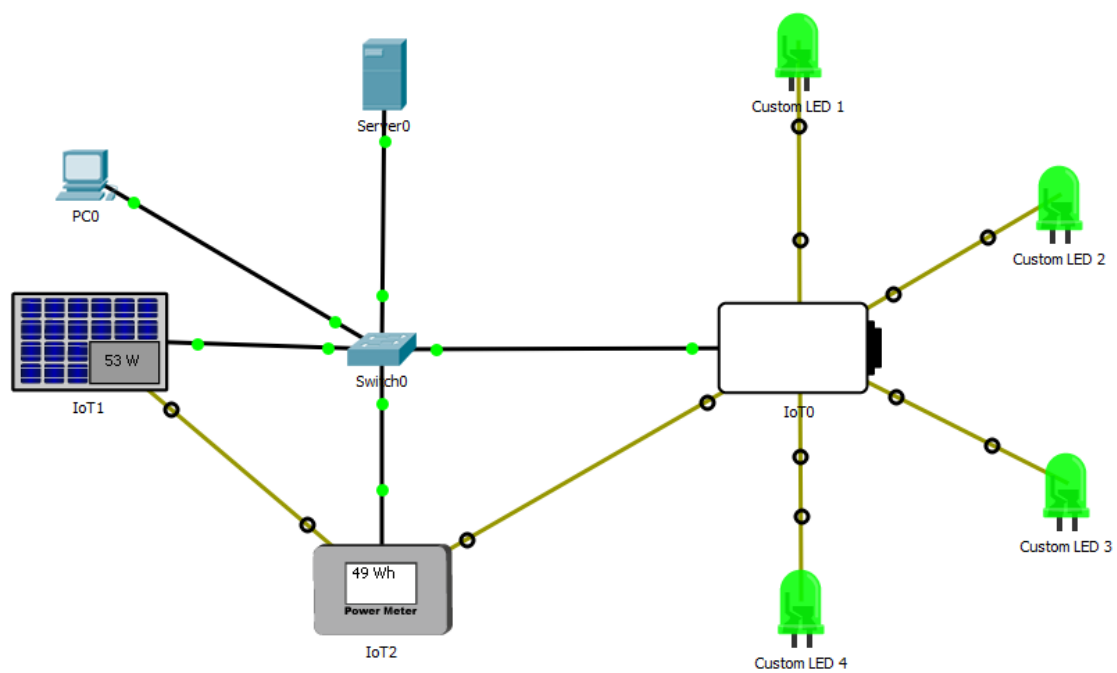 Custom LED 1
Server0
PC0
Custom LED 2
53 W
Switch0
IoT1
IoT0
Custom LED 3
49 Wh
Power Meter
IoT2
Custom LED 4